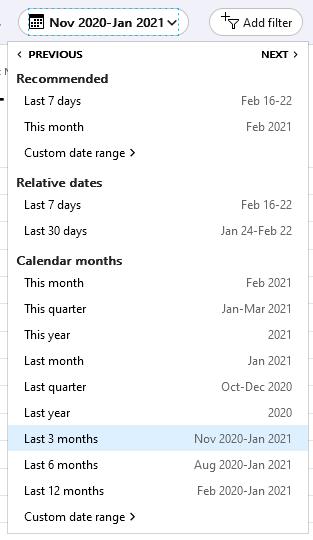 Nov 2020-Jan 2021 Add filter
PREVIOUS NEXT
Recommended
Last 7 days Feb 16-22
This month Feb 2021
Custom date range
Relative dates
Last 7 days Feb 16-22
Last 30 days Jan 24-Feb 22
Calendar months
This month Feb 2021
This quarter Jan-Mar 2021
This year 2021
Last month Jan 2021
Last quarter Oct-Dec 2020
Last year 2020
Last 3 months Nov 2020-Jan 2021
Last 6 months Aug 2020-Jan 2021
Last 12 months Feb 2020-Jan 2021
Custom date range